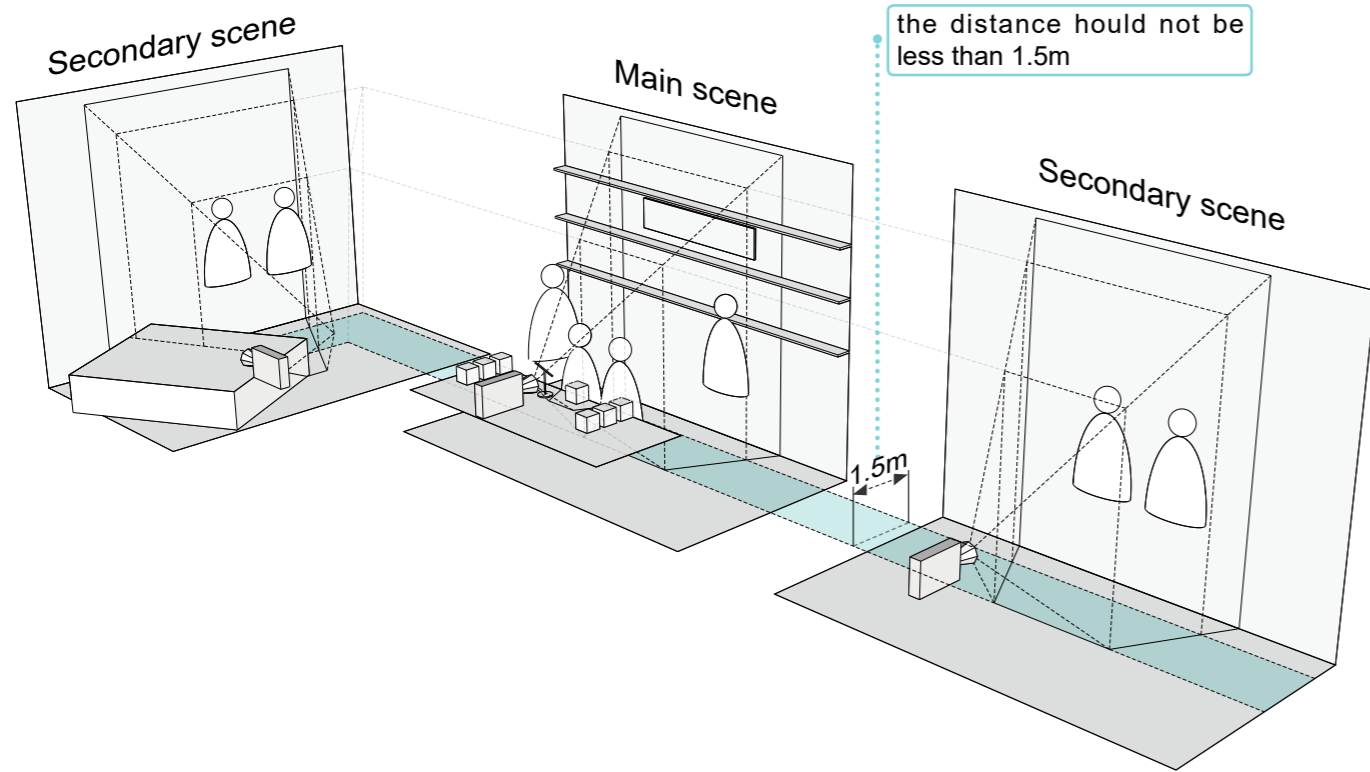 Secondary scene
Main scene
the distance hould not be
less than 1.5m
Secondary scene
1.5m